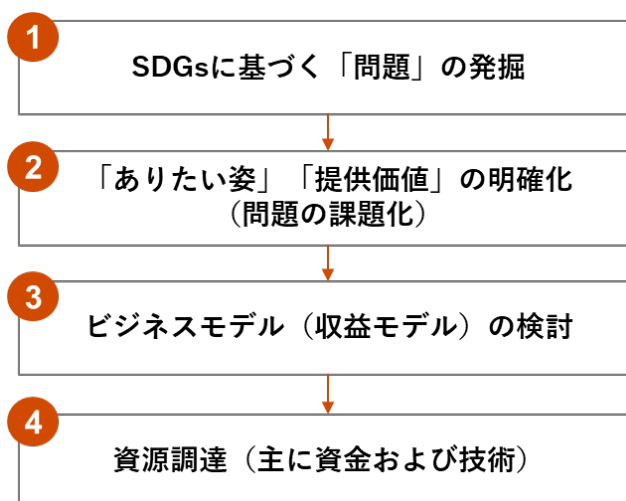 1
SDGsに基づく「問題」の発掘
2
「ありたい姿」「提供価値」の明確化
（問題の課題化）
3
ビジネスモデル（収益モデル）の検討
4
資源調達（主に資金および技術）